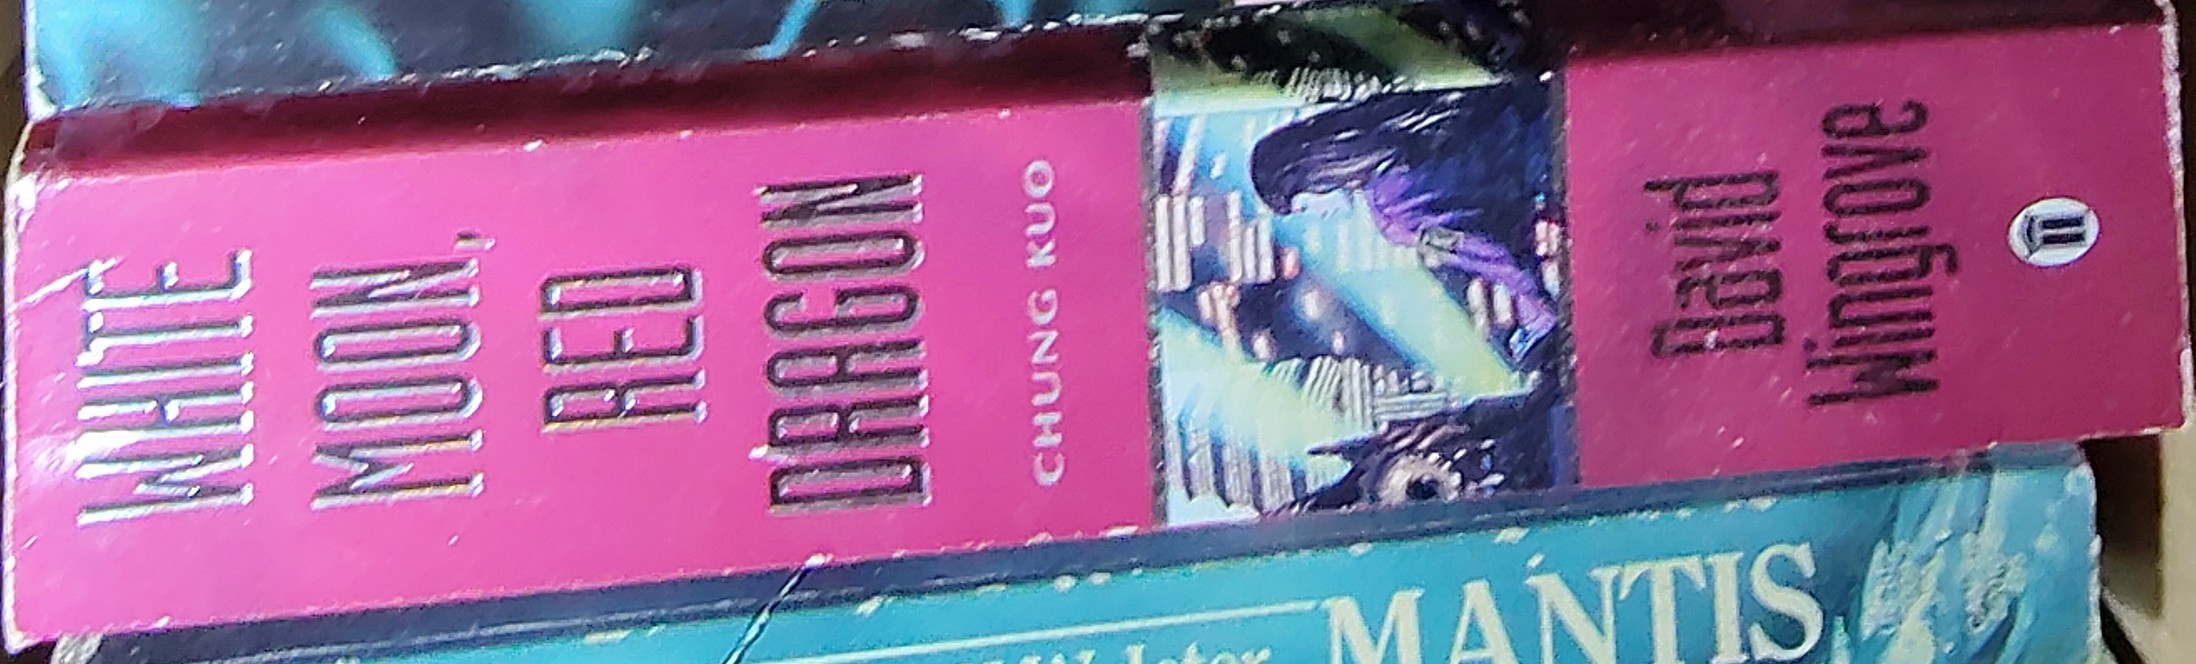 WHITE
MOON,
RED
DRAGON
CHUNG KUO
David
Wingrove
MANTIS